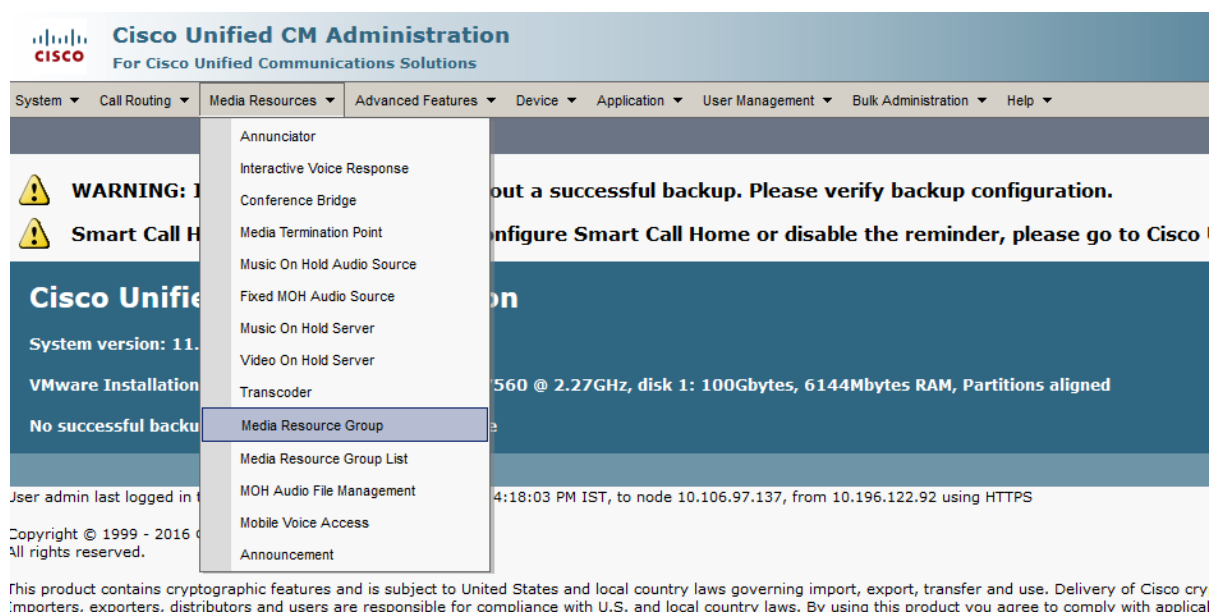 CISCO
Cisco Unified CM Administration
For Cisco Unified Communications Solutions
System Call Routing Media Resources Advanced Features Device Application User Management Bulk Administration Help
Annunciator
Interactive Voice Response
Conference Bridge
Media Termination Point
Music On Hold Audio Source
Fixed MOH Audio Source
Music On Hold Server
Video On Hold Server
Transcoder
Media Resource Group
Media Resource Group List
MOH Audio File Management
Mobile Voice Access
Announcement
WARNING: out a successful backup. Please verify backup configuration.
Smart Call H nfigure Smart Call Home or disable the reminder, please go to Cisco
Cisco Unifie on
System version: 11.
VMware Installation 560 @ 2.27GHz, disk 1: 100Gbytes, 6144Mbytes RAM, Partitions aligned
No successful backu e
User admin last logged in t 4:18:03 PM IST, to node 10.106.97.137, from 10.196.122.92 using HTTPS
Copyright © 1999 - 2016
All rights reserved.
This product contains cryptographic features and is subject to United States and local country laws governing import, export, transfer and use. Delivery of Cisco cry
Importers, exporters, distributors and users are responsible for compliance with U.S. and local country laws. By using this product you agree to comply with applical